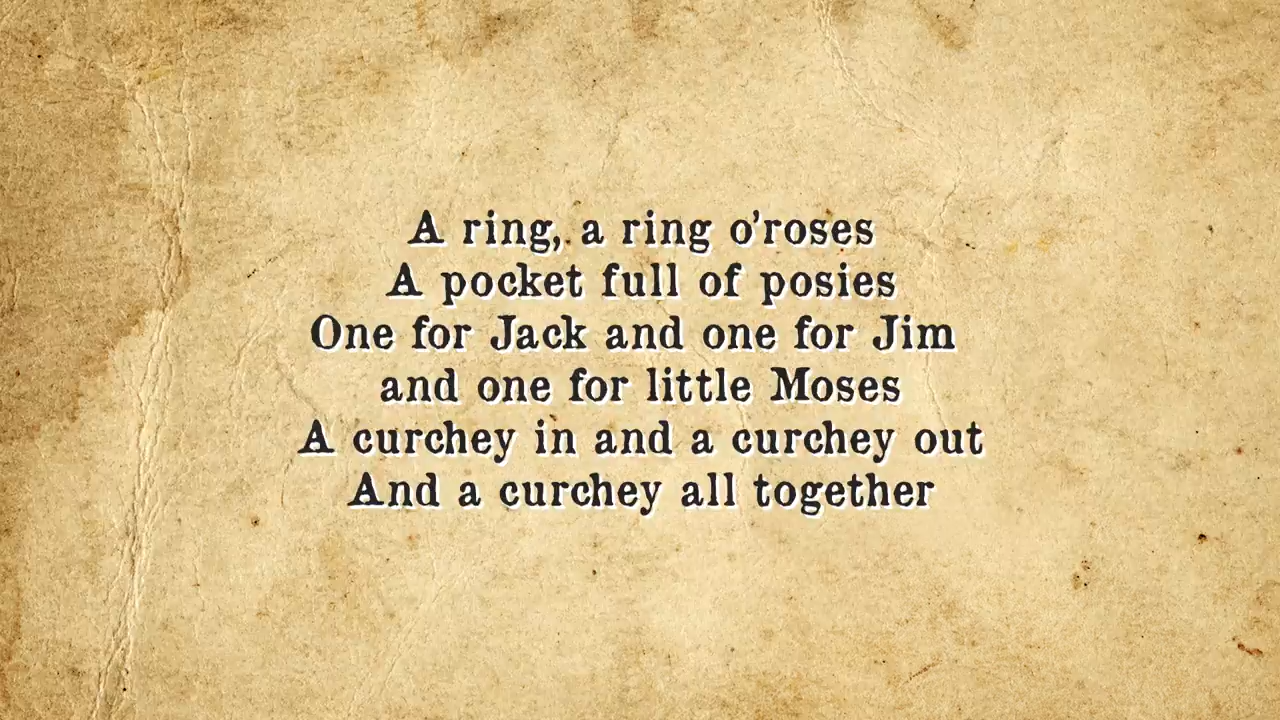 A ring, a ring o'roses
A pocket full of posies
One for Jack and one for Jim
and one for little Moses
A curchey in and a curchey out
And a curchey all together